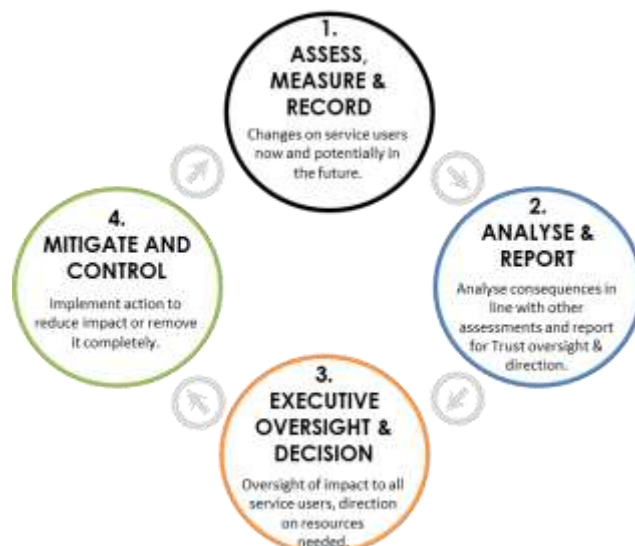 1.
ASSESS,
MEASURE &
RECORD
Changes on service users
now and potentially in
the future.
2.
ANALYSE &
REPORT
Analyse consequences in
line with other
assessments and report
for Trust oversight &
direction.
3.
EXECUTIVE
OVERSIGHT &
DECISION
Oversight of impact to all
service users, direction
on resources
needed.
4.
MITIGATE AND
CONTROL
Implement action to
reduce impact or remove
it completely.